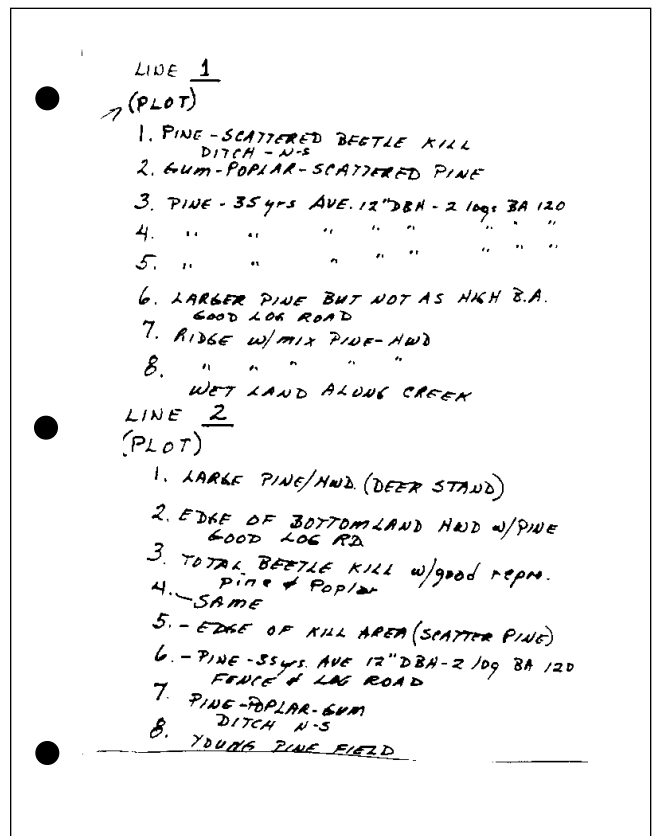 LINE 1
(PLOT)
1. PINE - SCATTERED BEETLE KILL
DITCH - N-S
2. GUM-POPLAR-SCATTERED PINE
3. PINE - 35 yrs AVE. 12" DBH - 2 logs BA 120
4. " " " " " " " "
5. " " " " " " " "
6. LARGER PINE BUT NOT AS HIGH B.A.
GOOD LOG ROAD
7. RIDGE w/ MIX PINE-HWD
8. " " " " "
WET LAND ALONG CREEK
LINE 2
(PLOT)
1. LARGE PINE/HWD. (DEER STAND)
2. EDGE OF BOTTOMLAND HWD w/PINE
GOOD LOG RD
3. TOTAL BEETLE KILL w/good repro.
pine & Poplar
4. - SAME
5. - EDGE OF KILL AREA (SCATTER PINE)
6. - PINE - 35 yrs. AVE 12" DBH - 2 log BA 120
FENCE & LOG ROAD
7. PINE-POPLAR-GUM
DITCH N-S
8. YOUNG PINE FIELD